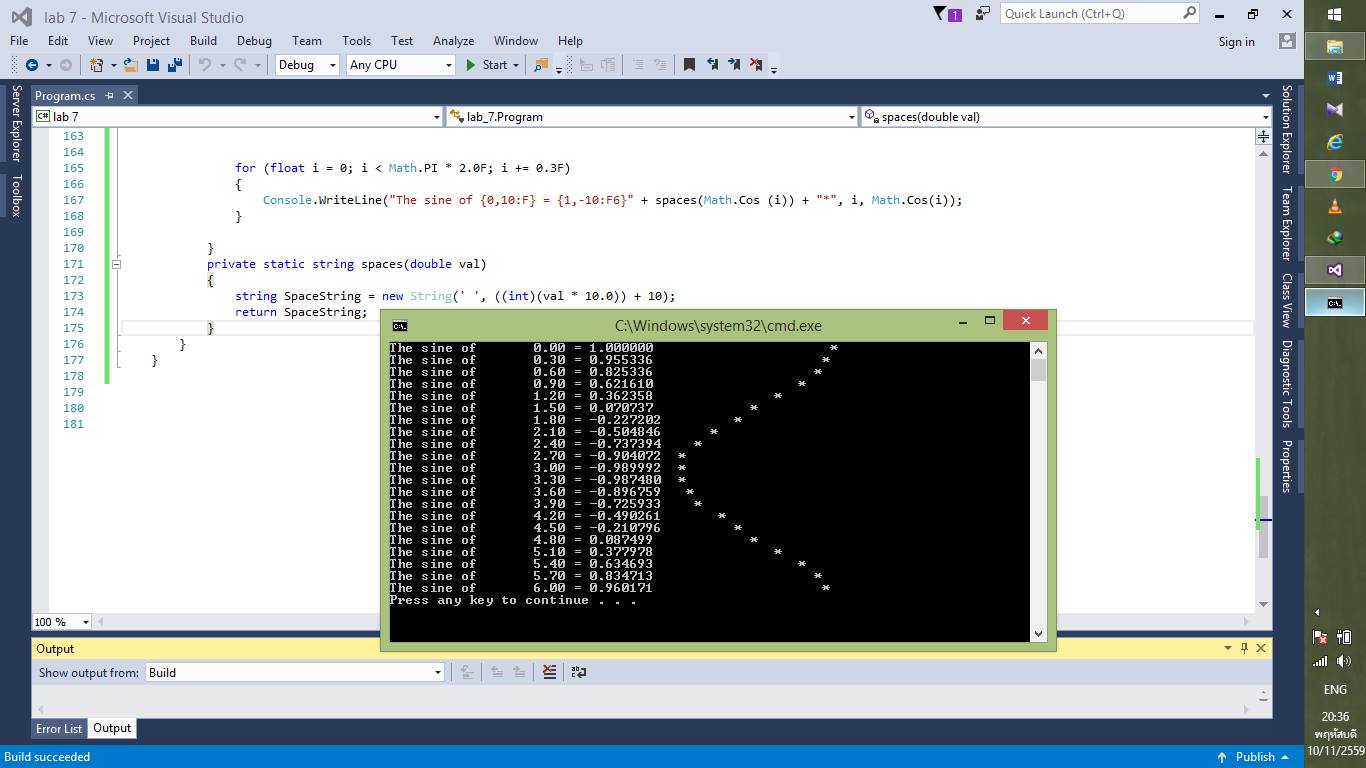 lab 7 - Microsoft Visual Studio
1
Quick Launch (Ctrl+Q)
File Edit View Project Build Debug Team Tools Test Analyze Window Help
Sign in
Debug Any CPU Start
Server Explorer
Toolbox
Program.cs
C# lab 7 lab_7.Program spaces(double val)
163
164
165 for (float i = 0; i < Math.PI * 2.0F; i += 0.3F)
166 {
167 Console.WriteLine("The sine of {0,10:F} = {1,-10:F6}" + spaces(Math.Cos (i)) + "*", i, Math.Cos(i));
168 }
169
170 }
171 private static string spaces(double val)
172 {
173 string SpaceString = new String(' ', ((int)(val * 10.0)) + 10);
174 return SpaceString;
175 }
176 }
177 }
178
179
180
181
C:\Windows\system32\cmd.exe
The sine of 0.00 = 1.000000 *
The sine of 0.30 = 0.955336 *
The sine of 0.60 = 0.825336 *
The sine of 0.90 = 0.621610 *
The sine of 1.20 = 0.362358 *
The sine of 1.50 = 0.070737 *
The sine of 1.80 = -0.227202 *
The sine of 2.10 = -0.504846 *
The sine of 2.40 = -0.737394 *
The sine of 2.70 = -0.904072 *
The sine of 3.00 = -0.989992 *
The sine of 3.30 = -0.987480 *
The sine of 3.60 = -0.896759 *
The sine of 3.90 = -0.725933 *
The sine of 4.20 = -0.490261 *
The sine of 4.50 = -0.210796 *
The sine of 4.80 = 0.087499 *
The sine of 5.10 = 0.377978 *
The sine of 5.40 = 0.634693 *
The sine of 5.70 = 0.834713 *
The sine of 6.00 = 0.960171 *
Press any key to continue . . .
Solution Explorer
Team Explorer
Class View
Diagnostic Tools
Properties
100 %
Output
Show output from: Build
Error List Output
Build succeeded
Publish
ENG
20:36
พฤหัสบดี
10/11/2559